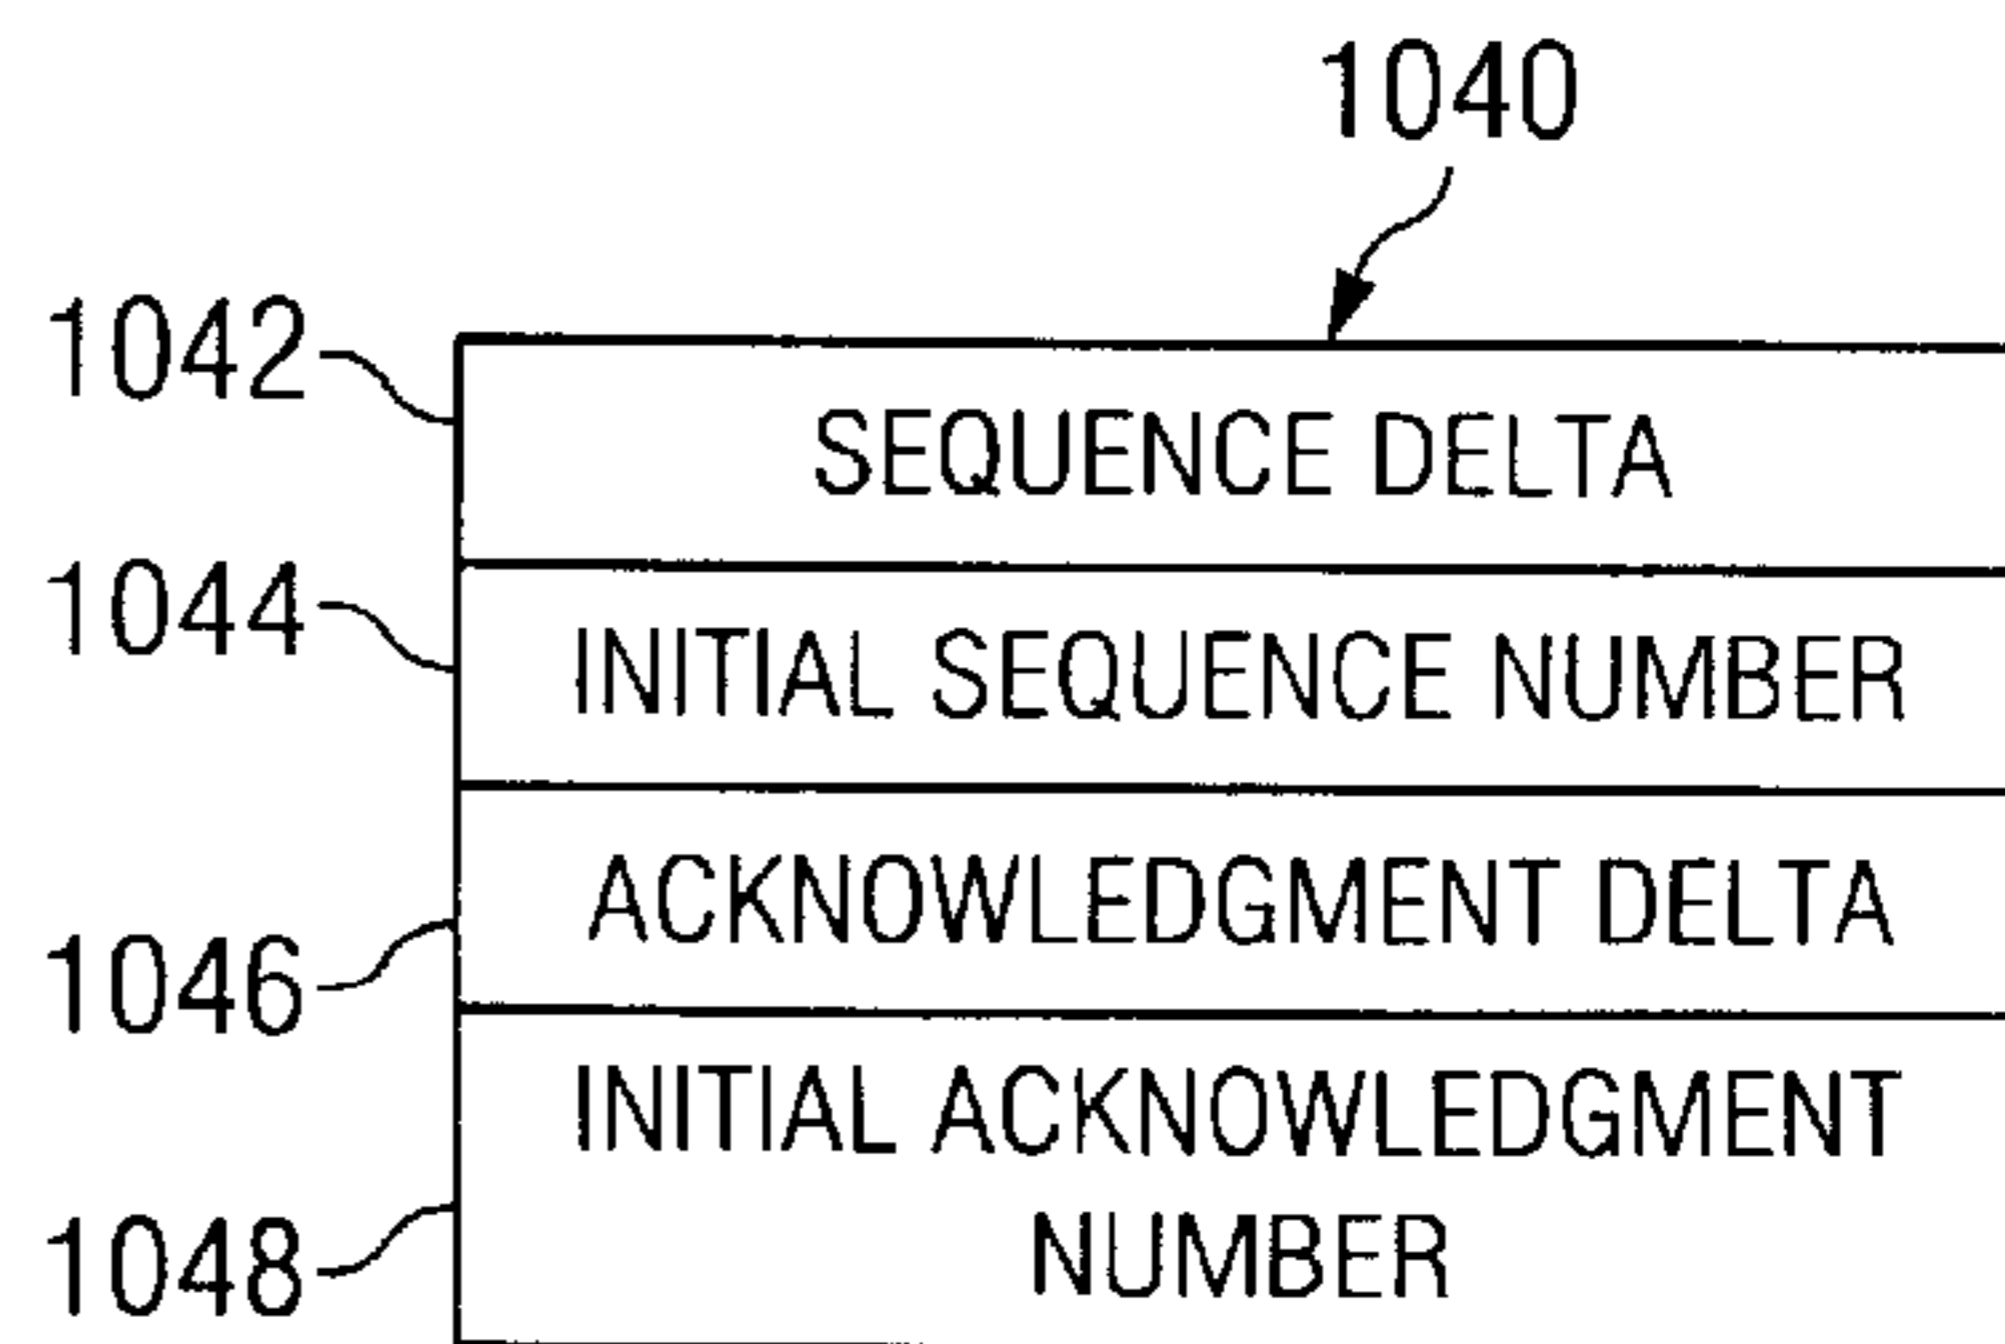 1040
1042
SEQUENCE DELTA
1044
INITIAL SEQUENCE NUMBER
ACKNOWLEDGMENT DELTA
1046
INITIAL ACKNOWLEDGMENT
NUMBER
1048